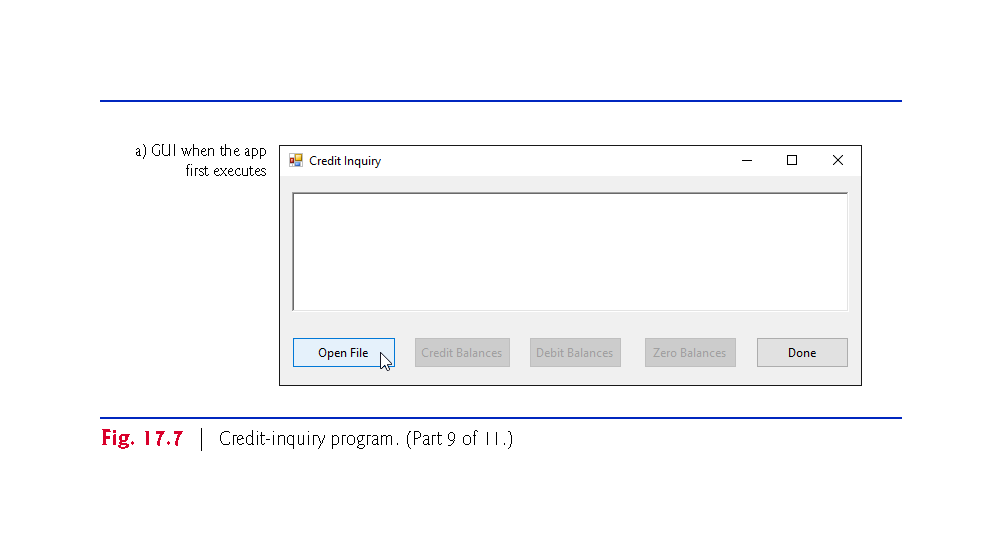 a) GUI when the app
first executes
Credit Inquiry
Open File Credit Balances Debit Balances Zero Balances Done
Fig. 17.7 | Credit-inquiry program. (Part 9 of 11.)